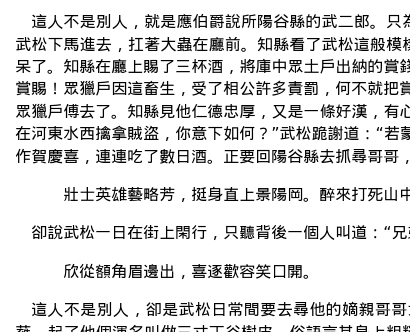 這人不是別人，就是應伯爵說所陽谷縣的武二郎。只為
武松下馬進去，扛著大蟲在廳前。知縣看了武松這般模樣
呆了。知縣在廳上賜了三杯酒，將庫中眾土戶出納的賞錢
賞賜！眾獵戶因這畜生，受了相公許多責罰，何不就把賞
眾獵戶傅去了。知縣見他仁德忠厚，又是一條好漢，有心
在河東水西擒拿賊盜，你意下如何？”武松跪謝道：“若蒙
作賀慶喜，連連吃了數日酒。正要回陽谷縣去抓尋哥哥，
壯士英雄藝略芳，挺身直上景陽岡。醉來打死山中
卻說武松一日在街上閑行，只聽背後一個人叫道：“兄
欣從額角眉邊出，喜逐歡容笑口開。
這人不是別人，卻是武松日常間要去尋他的嫡親哥哥